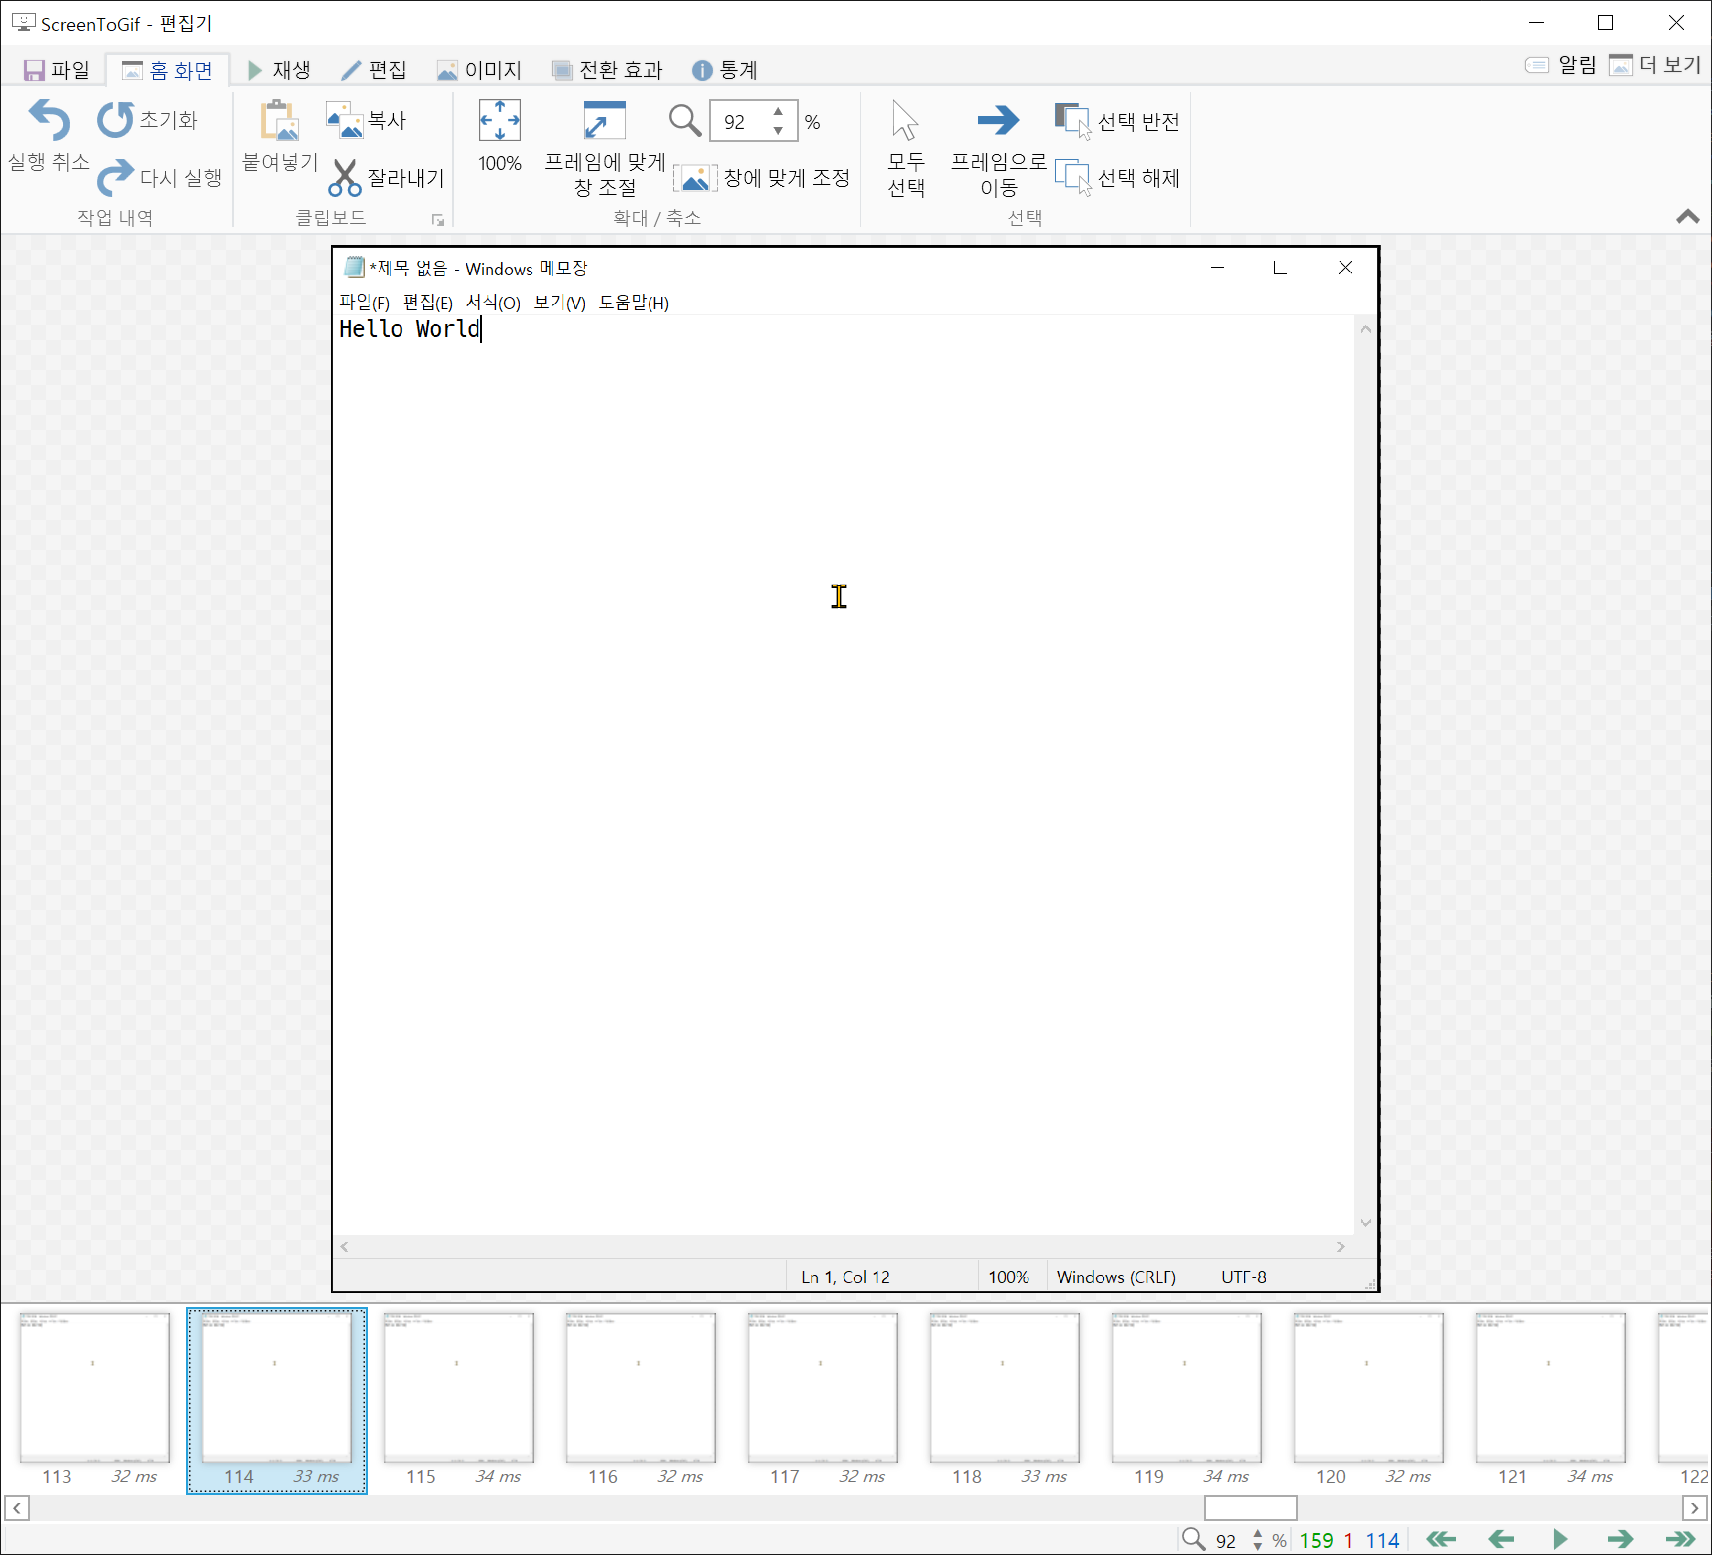 ScreenToGif - 편집기
파일 홈 화면 재생 편집 이미지 전환 효과 통계 알림 더 보기
실행 취소 초기화 다시 실행
작업 내역
붙여넣기 복사 잘라내기
클립보드
100% 프레임에 맞게 창 조절 92 % 창에 맞게 조정
확대 / 축소
모두 선택 프레임으로 이동 선택 반전 선택 해제
선택
*제목 없음 - Windows 메모장
파일(F) 편집(E) 서식(O) 보기(V) 도움말(H)
Hello World
Ln 1, Col 12 100% Windows (CRLF) UTF-8
113 32 ms 114 33 ms 115 34 ms 116 32 ms 117 32 ms 118 33 ms 119 34 ms 120 32 ms 121 34 ms 122
92 % 159 1 114